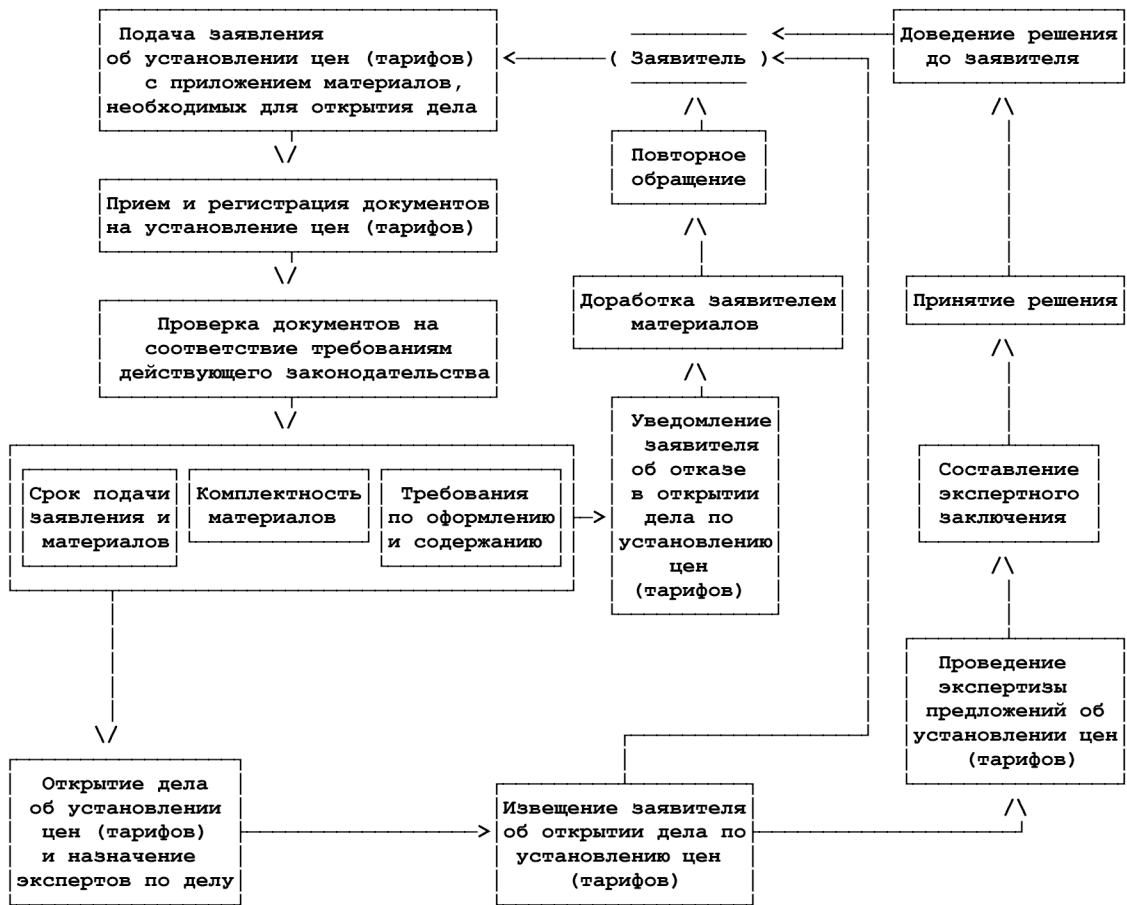 Подача заявления
об установлении цен (тарифов)
с приложением материалов,
необходимых для открытия дела
( Заявитель )
Доведение решения
до заявителя
Повторное
обращение
Прием и регистрация документов
на установление цен (тарифов)
Доработка заявителем
материалов
Принятие решения
Проверка документов на
соответствие требованиям
действующего законодательства
Уведомление
заявителя
об отказе
в открытии
дела по
установлению
цен
(тарифов)
Срок подачи
заявления и
материалов
Комплектность
материалов
Требования
по оформлению
и содержанию
Составление
экспертного
заключения
Проведение
экспертизы
предложений об
установлении цен
(тарифов)
Открытие дела
об установлении
цен (тарифов)
и назначение
экспертов по делу
Извещение заявителя
об открытии дела по
установлению цен
(тарифов)